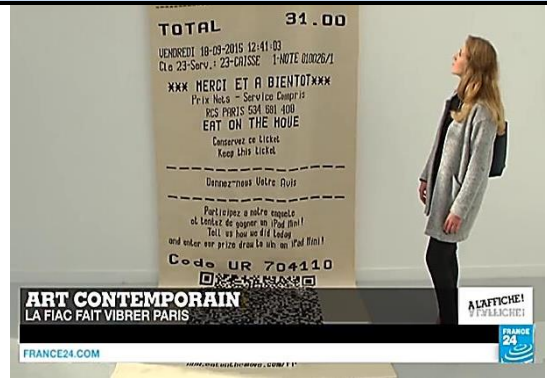 TOTAL 31.00
VENDREDI 18-09-2015 12:41:03
Cle 23-Serv.: 23-CAISSE 1-NOTE 010026/1
*** MERCI ET A BIENTOT***
Prix Nets - Service Compris
RCS PARIS 534 681 400
EAT ON THE MOVE
Conservez ce ticket
Keep this ticket
Donnez-nous Votre Avis
Participez a notre enquete
et tentez de gagner un iPad Mini!
Tell us how we did today
and enter our prize draw to win an iPad Mini!
Code UR 704110
ART CONTEMPORAIN
LA FIAC FAIT VIBRER PARIS
À L'AFFICHE!
FRANCE 24
FRANCE24.COM